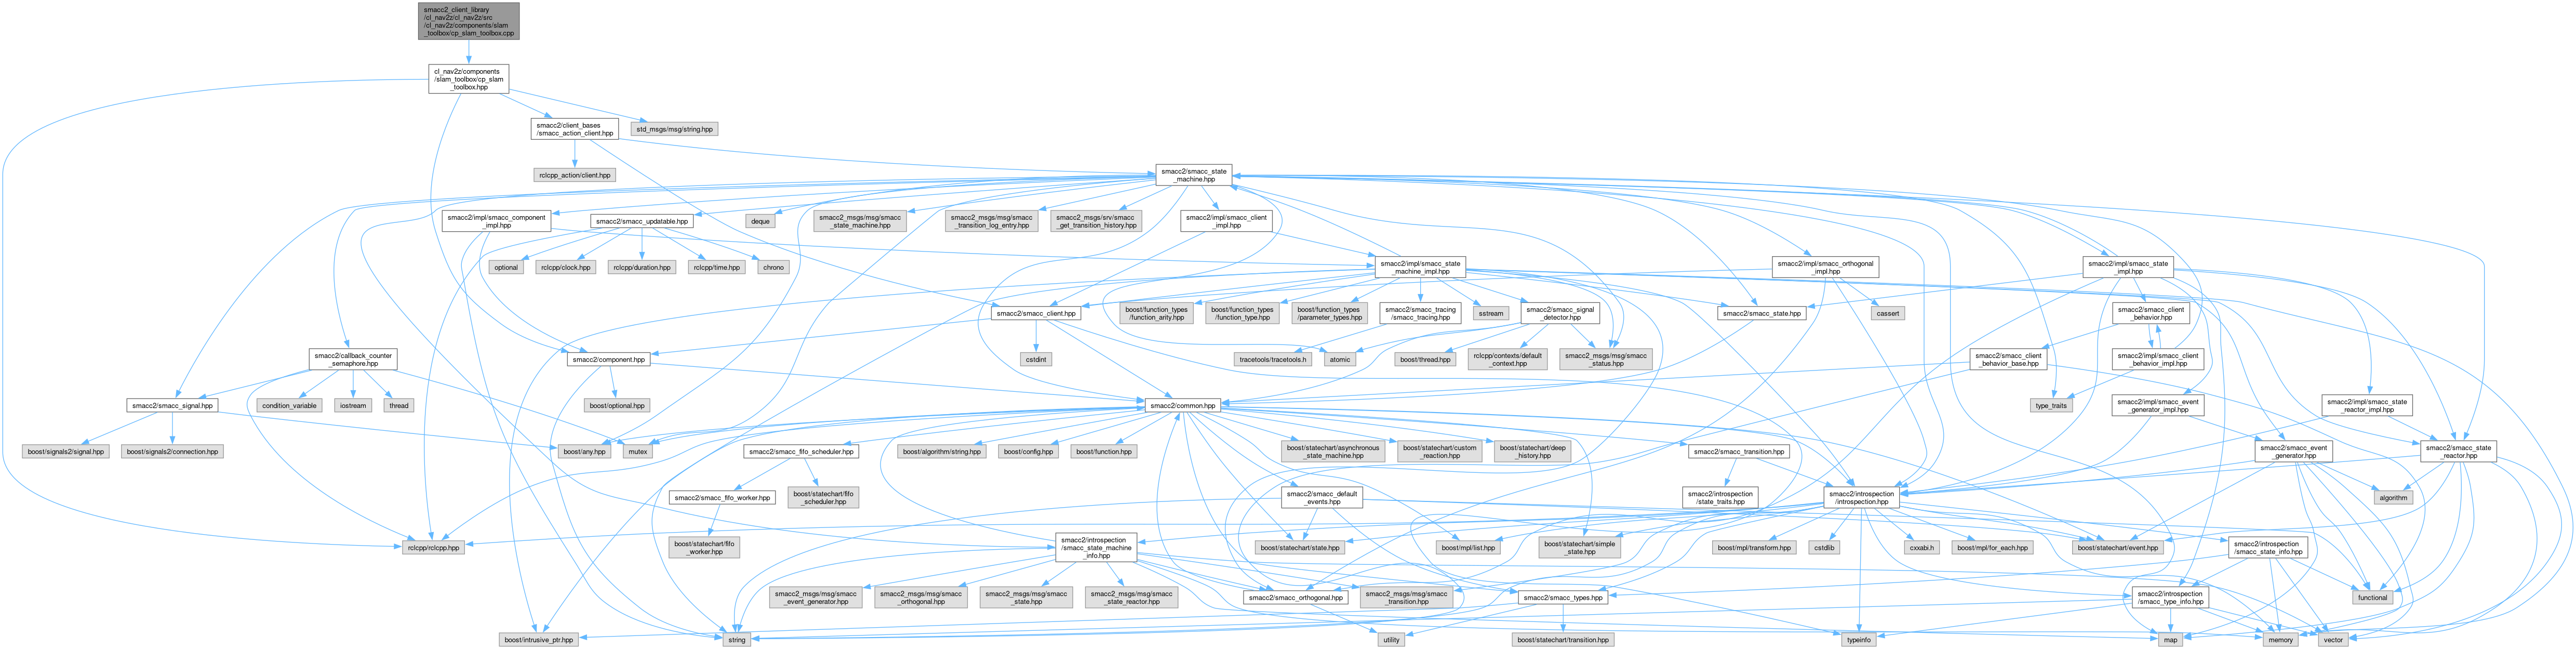 smacc2_client_library
/cl_nav2z/cl_nav2z/src
/cl_nav2z/components/slam
_toolbox/cp_slam_toolbox.cpp
cl_nav2z/components
/slam_toolbox/cp_slam
_toolbox.hpp
smacc2/client_bases
/smacc_action_client.hpp
std_msgs/msg/string.hpp
rclcpp_action/client.hpp
smacc2/smacc_state
_machine.hpp
smacc2/impl/smacc_component
_impl.hpp
smacc2/smacc_updatable.hpp
deque
smacc2_msgs/msg/smacc
_state_machine.hpp
smacc2_msgs/msg/smacc
_transition_log_entry.hpp
smacc2_msgs/srv/smacc
_get_transition_history.hpp
smacc2/impl/smacc_client
_impl.hpp
optional
rclcpp/clock.hpp
rclcpp/duration.hpp
rclcpp/time.hpp
chrono
smacc2/impl/smacc_state
_machine_impl.hpp
smacc2/impl/smacc_orthogonal
_impl.hpp
smacc2/impl/smacc_state
_impl.hpp
smacc2/smacc_client.hpp
boost/function_types
/function_arity.hpp
boost/function_types
/function_type.hpp
boost/function_types
/parameter_types.hpp
smacc2/smacc_tracing
/smacc_tracing.hpp
sstream
smacc2/smacc_signal
_detector.hpp
smacc2/smacc_state.hpp
cassert
smacc2/smacc_client
_behavior.hpp
smacc2/callback_counter
_semaphore.hpp
smacc2/component.hpp
cstdint
tracetools/tracetools.h
atomic
boost/thread.hpp
rclcpp/contexts/default
_context.hpp
smacc2_msgs/msg/smacc
_status.hpp
smacc2/smacc_client
_behavior_base.hpp
smacc2/impl/smacc_client
_behavior_impl.hpp
smacc2/smacc_signal.hpp
condition_variable
iostream
thread
boost/optional.hpp
smacc2/common.hpp
type_traits
smacc2/impl/smacc_event
_generator_impl.hpp
smacc2/impl/smacc_state
_reactor_impl.hpp
boost/signals2/signal.hpp
boost/signals2/connection.hpp
boost/any.hpp
mutex
smacc2/smacc_fifo_scheduler.hpp
boost/algorithm/string.hpp
boost/config.hpp
boost/function.hpp
boost/statechart/asynchronous
_state_machine.hpp
boost/statechart/custom
_reaction.hpp
boost/statechart/deep
_history.hpp
smacc2/smacc_transition.hpp
smacc2/smacc_event
_generator.hpp
smacc2/smacc_state
_reactor.hpp
smacc2/smacc_fifo_worker.hpp
boost/statechart/fifo
_scheduler.hpp
smacc2/smacc_default
_events.hpp
smacc2/introspection
/state_traits.hpp
smacc2/introspection
/introspection.hpp
algorithm
rclcpp/rclcpp.hpp
boost/statechart/fifo
_worker.hpp
smacc2/introspection
/smacc_state_machine
_info.hpp
boost/statechart/state.hpp
boost/mpl/list.hpp
boost/statechart/simple
_state.hpp
boost/mpl/transform.hpp
cstdlib
cxxabi.h
boost/mpl/for_each.hpp
boost/statechart/event.hpp
smacc2/introspection
/smacc_state_info.hpp
smacc2_msgs/msg/smacc
_event_generator.hpp
smacc2_msgs/msg/smacc
_orthogonal.hpp
smacc2_msgs/msg/smacc
_state.hpp
smacc2_msgs/msg/smacc
_state_reactor.hpp
smacc2/smacc_orthogonal.hpp
smacc2_msgs/msg/smacc
_transition.hpp
smacc2/smacc_types.hpp
smacc2/introspection
/smacc_type_info.hpp
functional
boost/intrusive_ptr.hpp
string
utility
boost/statechart/transition.hpp
typeinfo
map
memory
vector